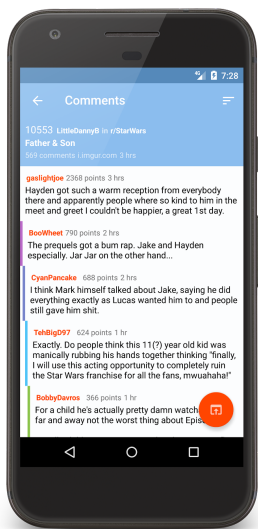 4G 7:28
Comments
10553 LittleDannyB in r/StarWars
Father & Son
569 comments i.imgur.com 3 hrs
gaslightjoe 2368 points 3 hrs
Hayden got such a warm reception from everybody
there and apparently people where so kind to him in the
meet and greet I couldn't be happier, a great 1st day.
BooWheet 790 points 2 hrs
The prequels got a bum rap. Jake and Hayden
especially. Jar Jar on the other hand...
CyanPancake 688 points 2 hrs
I think Mark himself talked about Jake, saying he did
everything exactly as Lucas wanted him to and people
still gave him shit.
TehBigD97 624 points 1 hr
Exactly. Do people think this 11(?) year old kid was
manically rubbing his hands together thinking "finally,
I will use this acting opportunity to completely ruin
the Star Wars franchise for all the fans, mwuahaha!"
BobbyDavros 366 points 1 hr
For a child he's actually pretty damn
far and away not the worst thing about